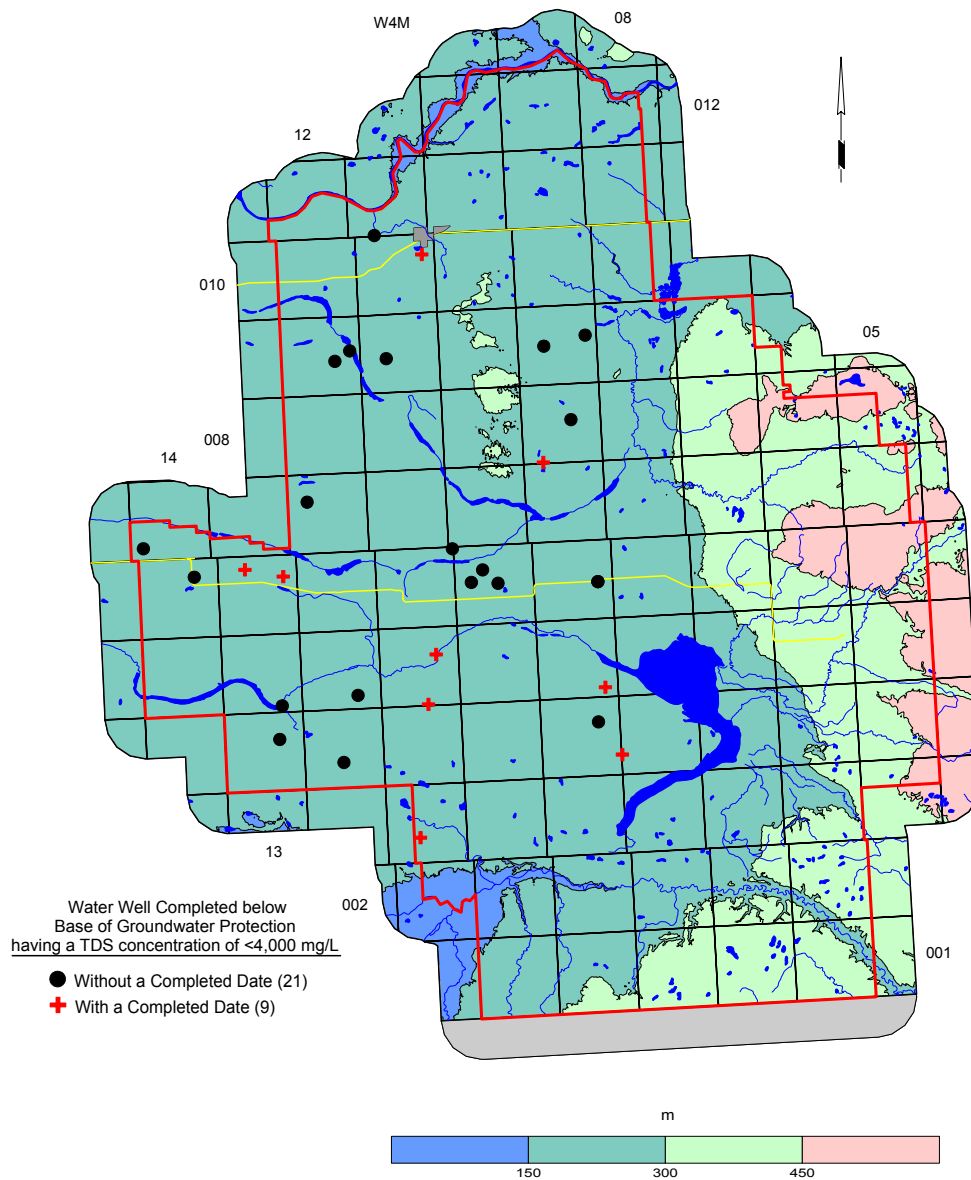 W4M
08
012
12
010
05
008
14
13
002
Water Well Completed below
Base of Groundwater Protection
having a TDS concentration of <4,000 mg/L
Without a Completed Date (21)
With a Completed Date (9)
001
m
150
300
450